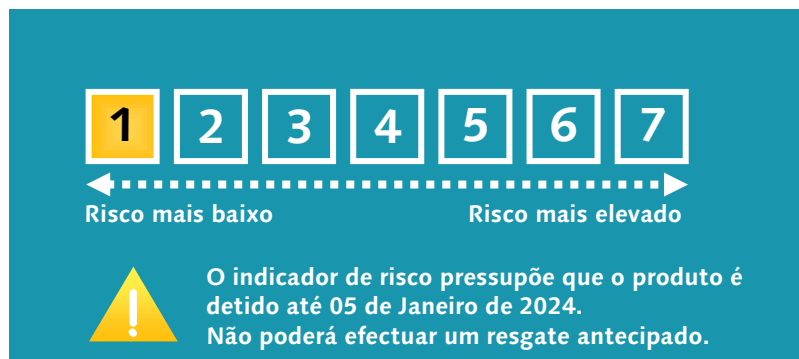 1 2 3 4 5 6 7
Risco mais baixo Risco mais elevado
O indicador de risco pressupõe que o produto é
detido até 05 de Janeiro de 2024.
Não poderá efectuar um resgate antecipado.